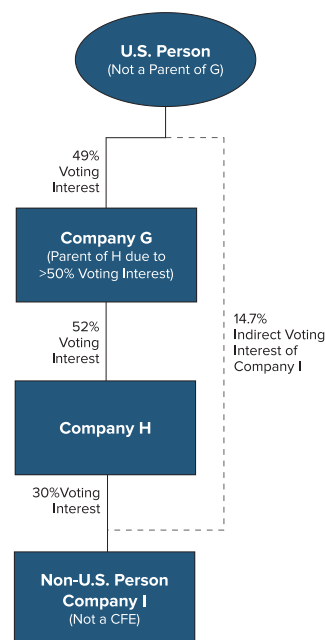 U.S. Person
(Not a Parent of G)
49%
Voting
Interest
Company G
(Parent of H due to
>50% Voting Interest)
52%
Voting
Interest
14.7%
Indirect Voting
Interest of
Company I
Company H
30%Voting
Interest
Non-U.S. Person
Company I
(Not a CFE)